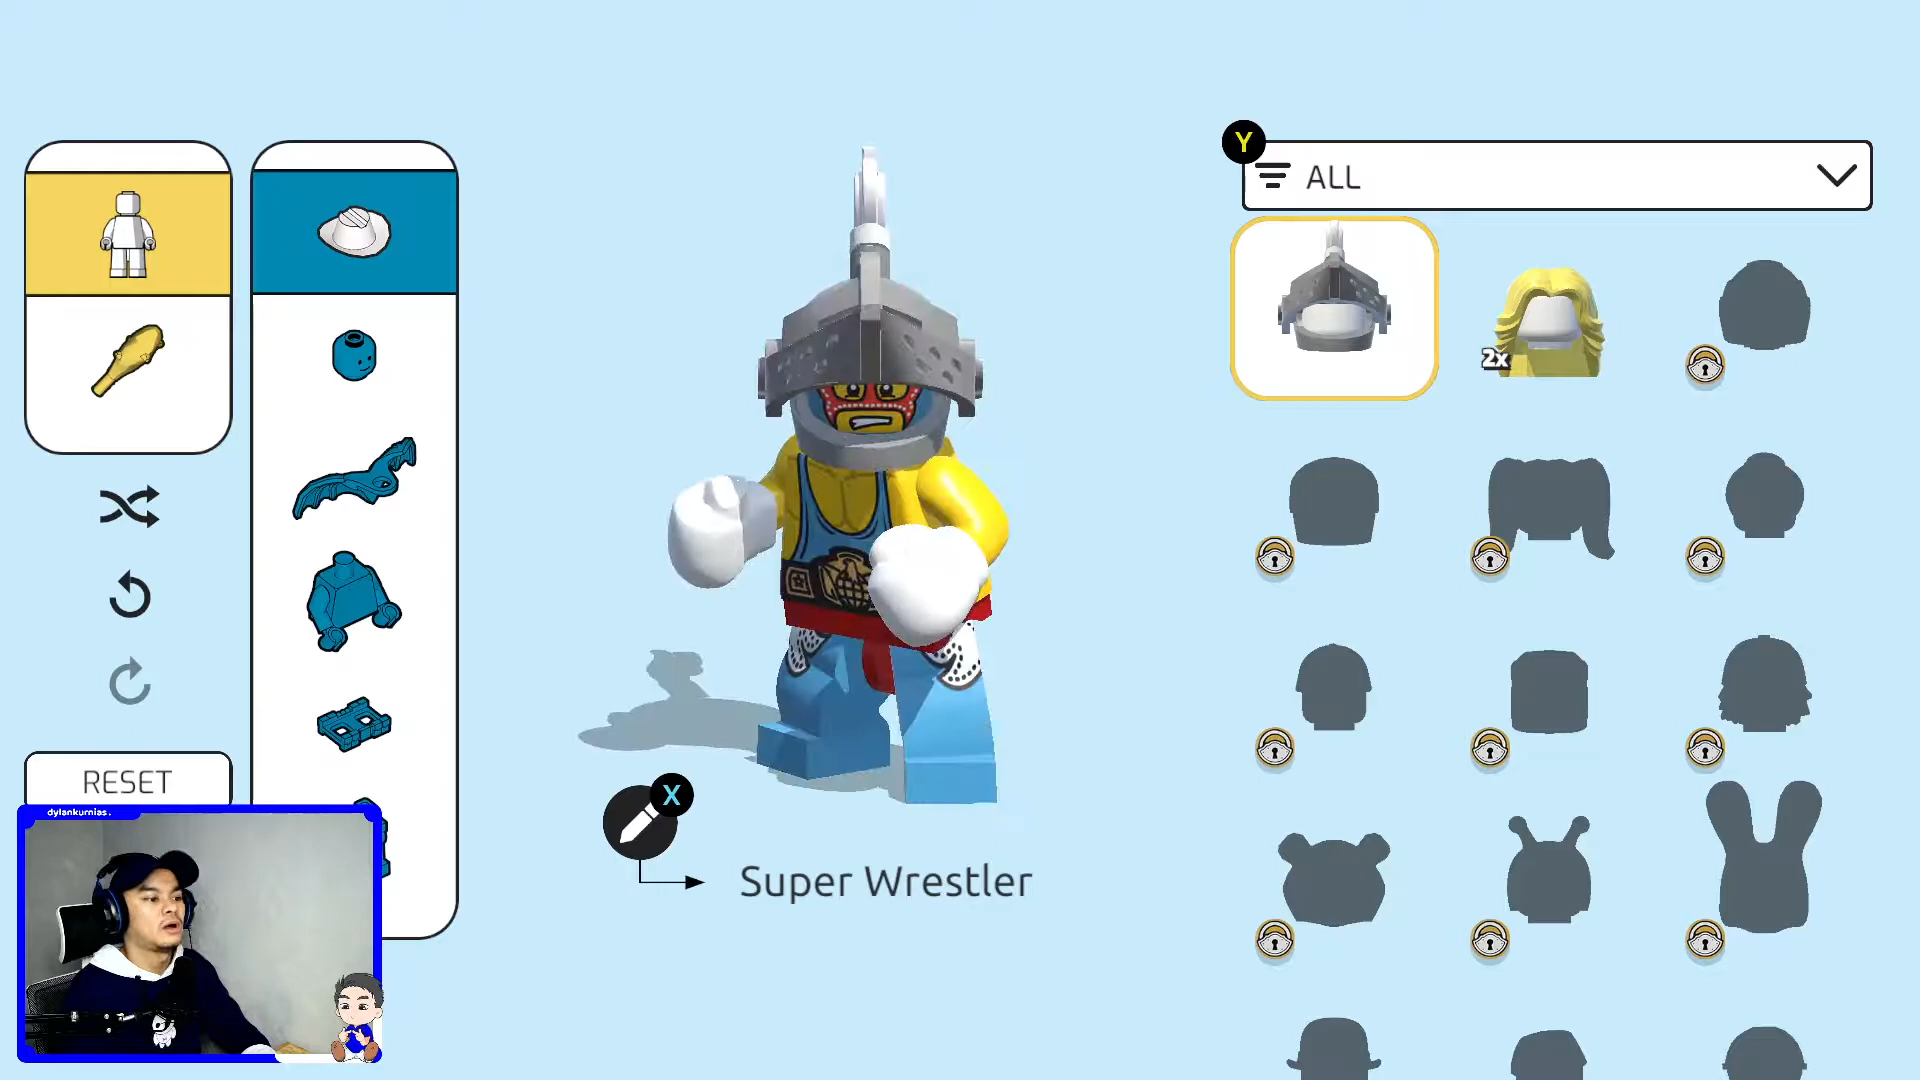 Y
ALL
2x
RESET
dylankurnias.
X
Super Wrestler